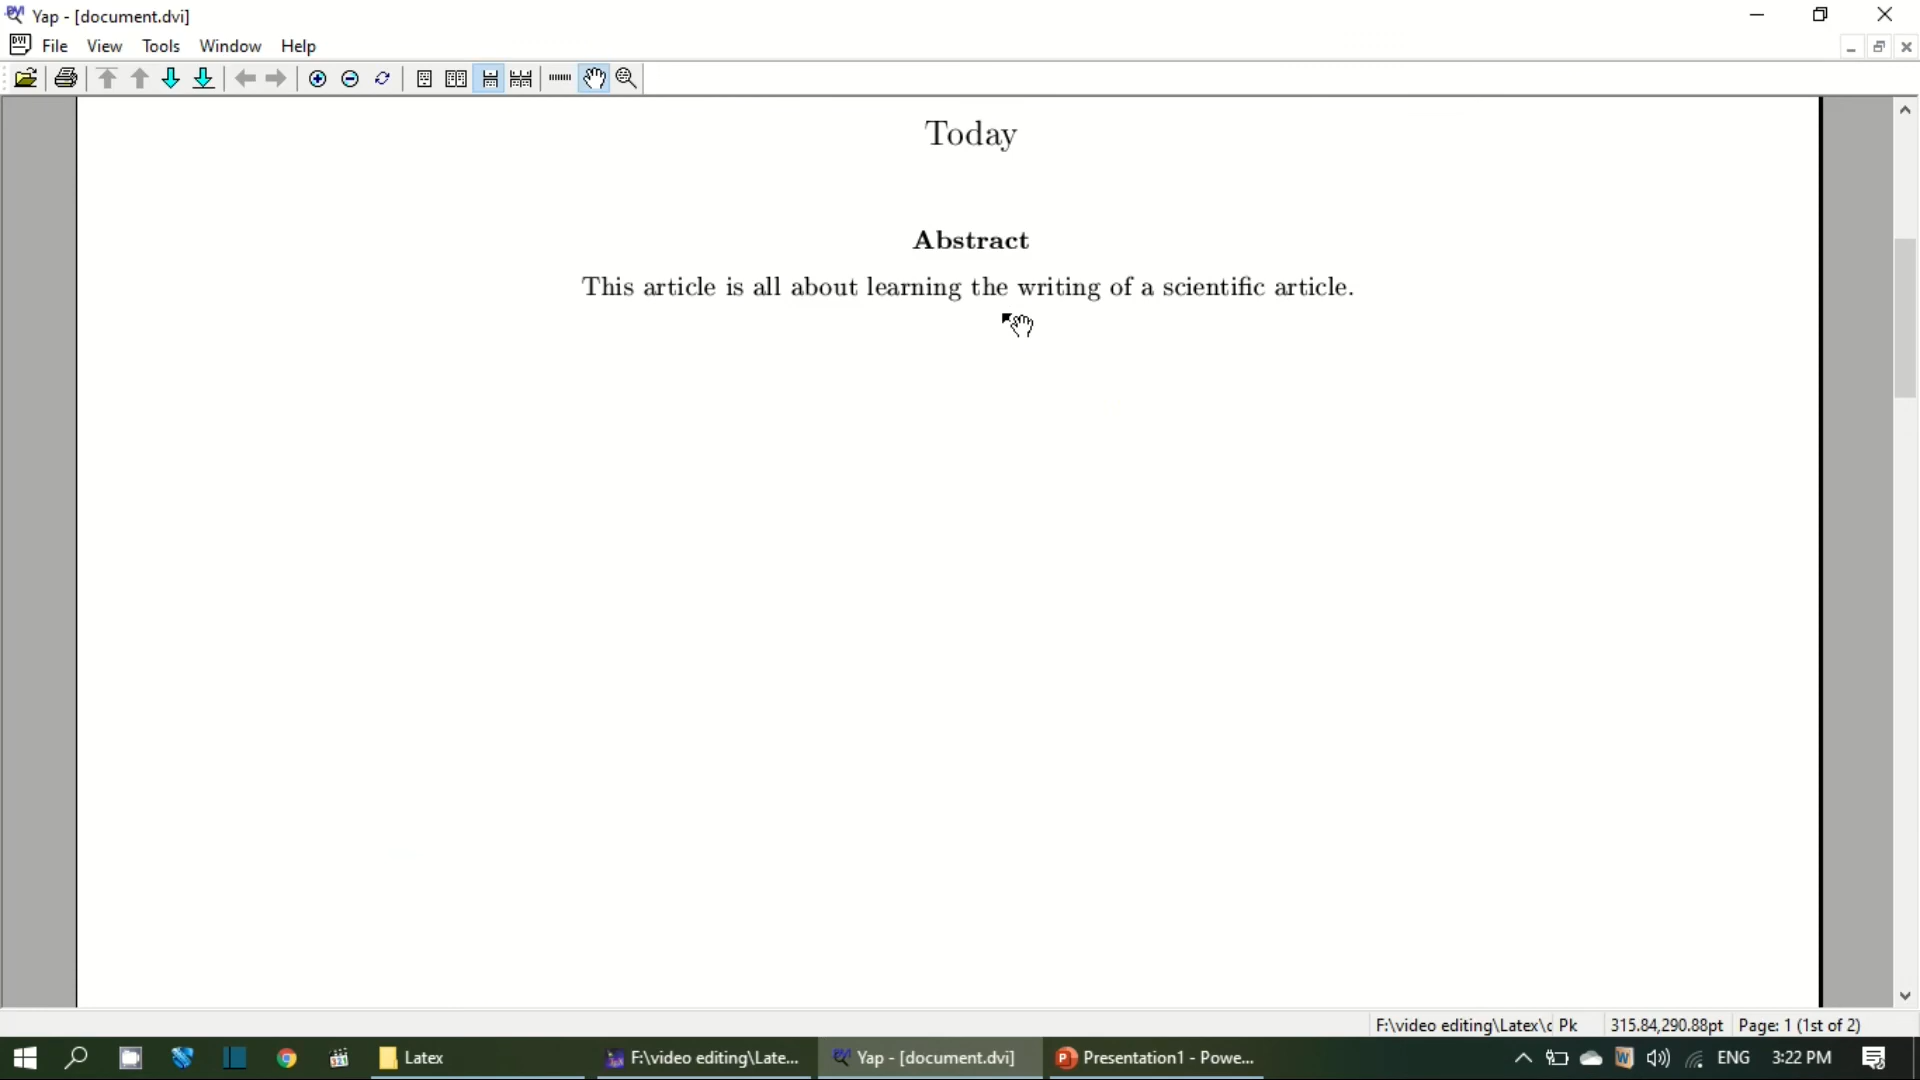 Yap - [document.dvi]
File View Tools Window Help
Today
Abstract
This article is all about learning the writing of a scientific article.
F:\video editing\Latex\c Pk 315.84,290.88pt Page: 1 (1st of 2)
Latex F:\video editing\Late... Yap - [document.dvi] Presentation1 - Powe... ENG 3:22 PM